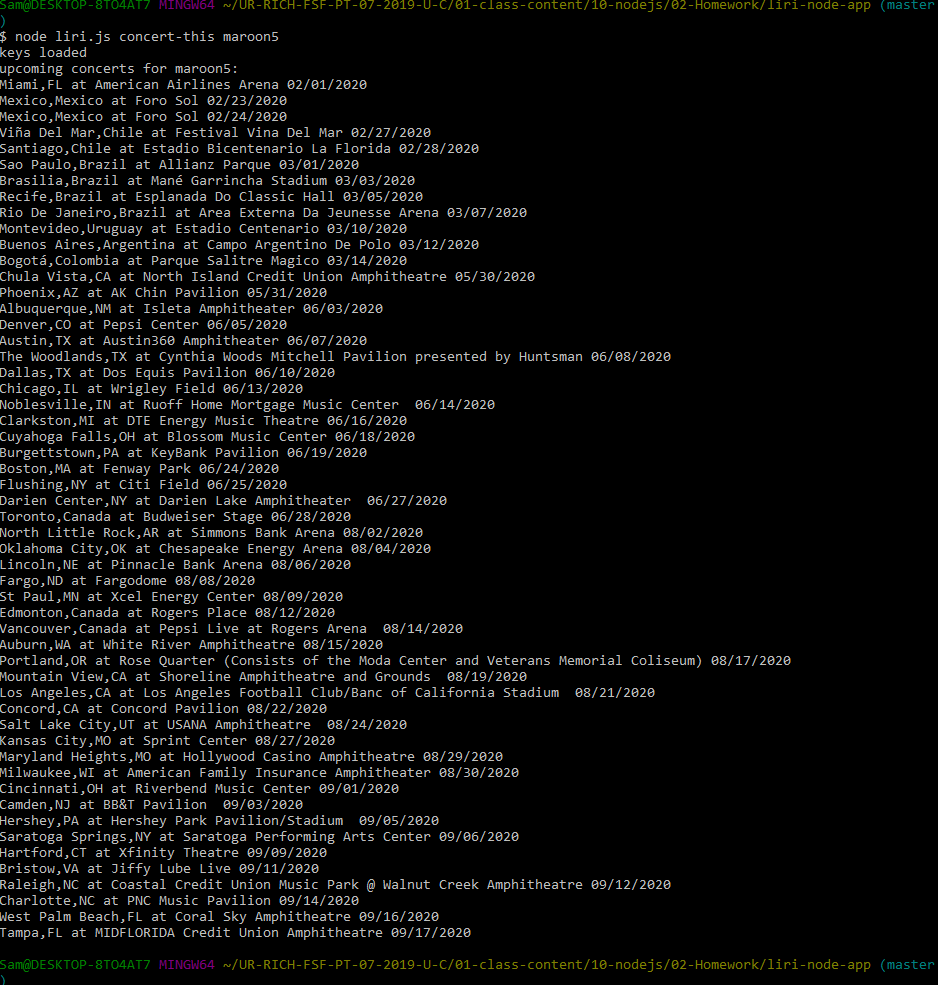 Sam@DESKTOP-8TO4AT7 MINGW64 ~/UR-RICH-FSF-PT-07-2019-U-C/01-class-content/10-nodejs/02-Homework/liri-node-app (master
)
$ node liri.js concert-this maroon5
keys loaded
upcoming concerts for maroon5:
Miami,FL at American Airlines Arena 02/01/2020
Mexico,Mexico at Foro Sol 02/23/2020
Mexico,Mexico at Foro Sol 02/24/2020
Viña Del Mar,Chile at Festival Vina Del Mar 02/27/2020
Santiago,Chile at Estadio Bicentenario La Florida 02/28/2020
Sao Paulo,Brazil at Allianz Parque 03/01/2020
Brasilia,Brazil at Mané Garrincha Stadium 03/03/2020
Recife,Brazil at Esplanada Do Classic Hall 03/05/2020
Rio De Janeiro,Brazil at Area Externa Da Jeunesse Arena 03/07/2020
Montevideo,Uruguay at Estadio Centenario 03/10/2020
Buenos Aires,Argentina at Campo Argentino De Polo 03/12/2020
Bogotá,Colombia at Parque Salitre Magico 03/14/2020
Chula Vista,CA at North Island Credit Union Amphitheatre 05/30/2020
Phoenix,AZ at AK Chin Pavilion 05/31/2020
Albuquerque,NM at Isleta Amphitheater 06/03/2020
Denver,CO at Pepsi Center 06/05/2020
Austin,TX at Austin360 Amphitheater 06/07/2020
The Woodlands,TX at Cynthia Woods Mitchell Pavilion presented by Huntsman 06/08/2020
Dallas,TX at Dos Equis Pavilion 06/10/2020
Chicago,IL at Wrigley Field 06/13/2020
Noblesville,IN at Ruoff Home Mortgage Music Center  06/14/2020
Clarkston,MI at DTE Energy Music Theatre 06/16/2020
Cuyahoga Falls,OH at Blossom Music Center 06/18/2020
Burgettstown,PA at KeyBank Pavilion 06/19/2020
Boston,MA at Fenway Park 06/24/2020
Flushing,NY at Citi Field 06/25/2020
Darien Center,NY at Darien Lake Amphitheater  06/27/2020
Toronto,Canada at Budweiser Stage 06/28/2020
North Little Rock,AR at Simmons Bank Arena 08/02/2020
Oklahoma City,OK at Chesapeake Energy Arena 08/04/2020
Lincoln,NE at Pinnacle Bank Arena 08/06/2020
Fargo,ND at Fargodome 08/08/2020
St Paul,MN at Xcel Energy Center 08/09/2020
Edmonton,Canada at Rogers Place 08/12/2020
Vancouver,Canada at Pepsi Live at Rogers Arena  08/14/2020
Auburn,WA at White River Amphitheatre 08/15/2020
Portland,OR at Rose Quarter (Consists of the Moda Center and Veterans Memorial Coliseum) 08/17/2020
Mountain View,CA at Shoreline Amphitheatre and Grounds  08/19/2020
Los Angeles,CA at Los Angeles Football Club/Banc of California Stadium  08/21/2020
Concord,CA at Concord Pavilion 08/22/2020
Salt Lake City,UT at USANA Amphitheatre  08/24/2020
Kansas City,MO at Sprint Center 08/27/2020
Maryland Heights,MO at Hollywood Casino Amphitheatre 08/29/2020
Milwaukee,WI at American Family Insurance Amphitheater 08/30/2020
Cincinnati,OH at Riverbend Music Center 09/01/2020
Camden,NJ at BB&T Pavilion  09/03/2020
Hershey,PA at Hershey Park Pavilion/Stadium  09/05/2020
Saratoga Springs,NY at Saratoga Performing Arts Center 09/06/2020
Hartford,CT at Xfinity Theatre 09/09/2020
Bristow,VA at Jiffy Lube Live 09/11/2020
Raleigh,NC at Coastal Credit Union Music Park @ Walnut Creek Amphitheatre 09/12/2020
Charlotte,NC at PNC Music Pavilion 09/14/2020
West Palm Beach,FL at Coral Sky Amphitheatre 09/16/2020
Tampa,FL at MIDFLORIDA Credit Union Amphitheatre 09/17/2020
Sam@DESKTOP-8TO4AT7 MINGW64 ~/UR-RICH-FSF-PT-07-2019-U-C/01-class-content/10-nodejs/02-Homework/liri-node-app (master
)